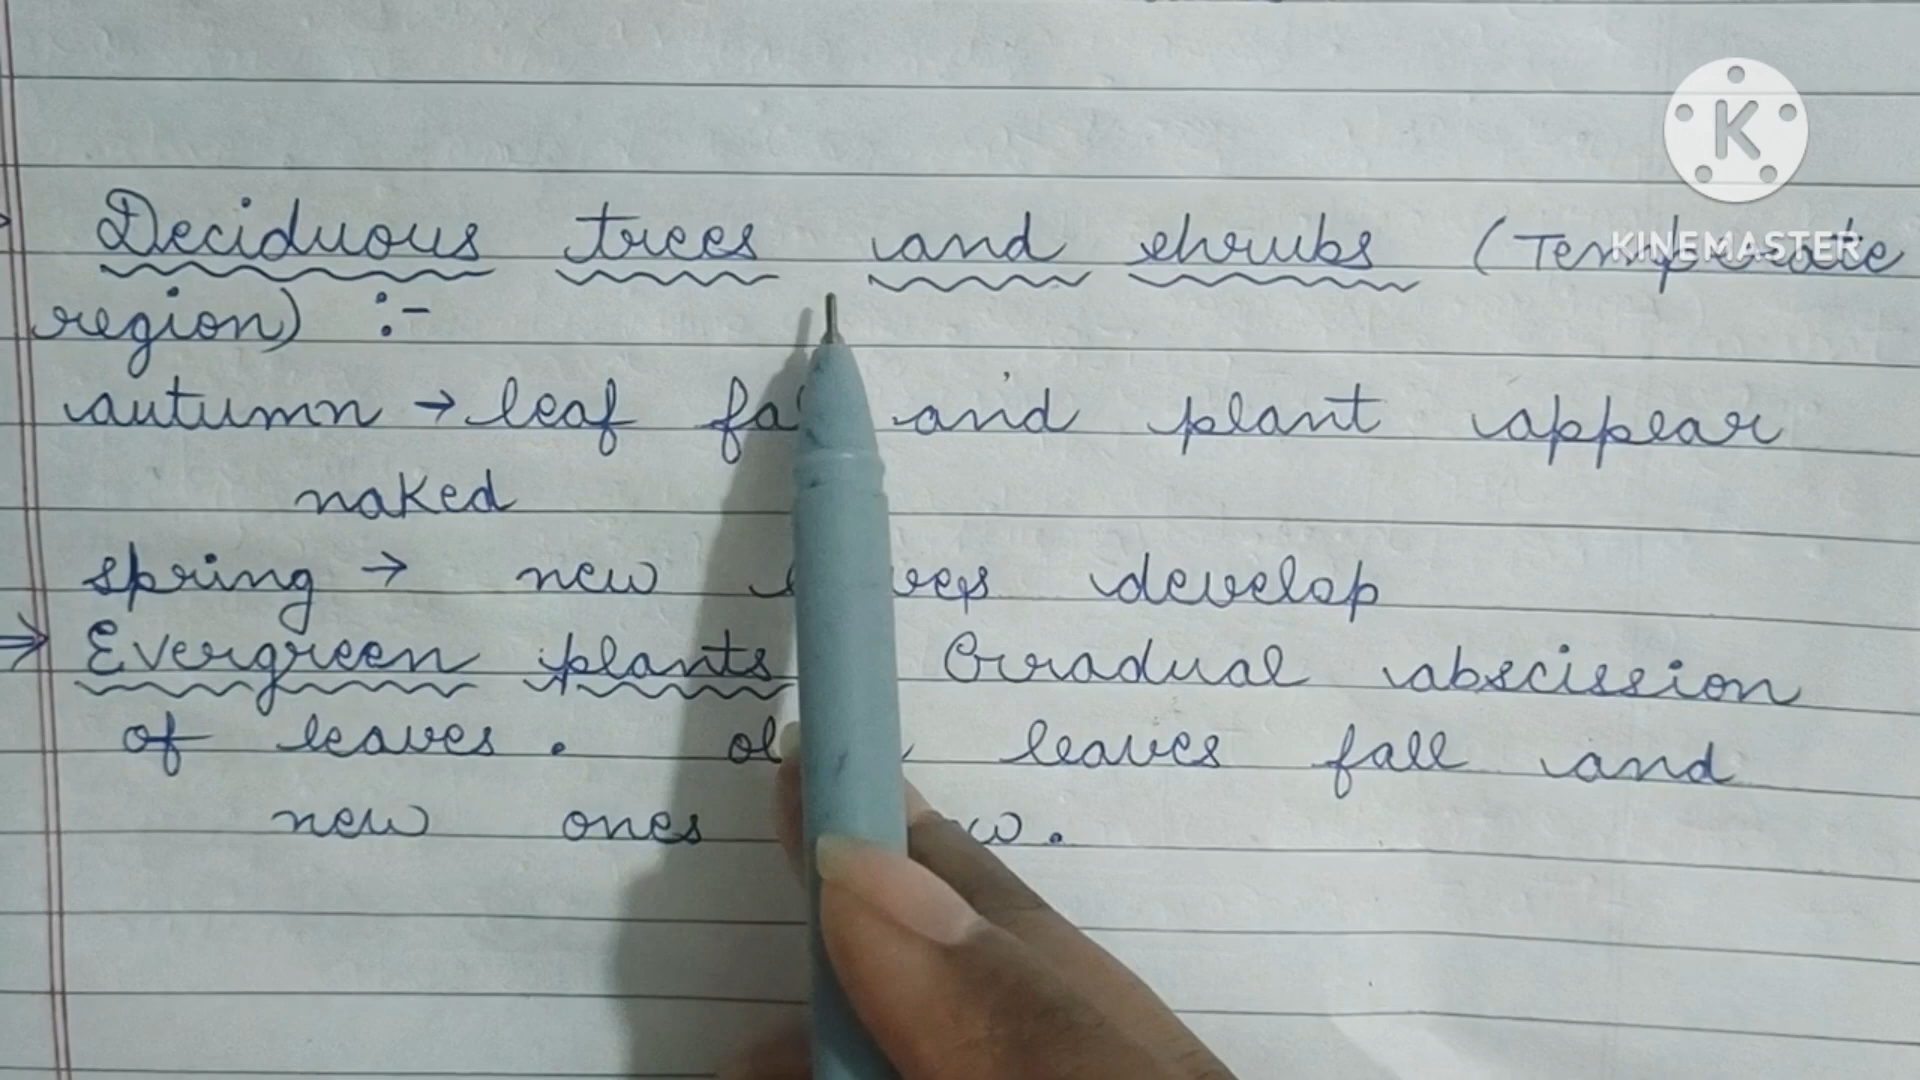 Deciduous trees and shrubs (Temperate
region) :-
autumn → leaf and plant appear
naked
spring → new develop
⇒ Evergreen plants Gradual abscission
of leaves. leaves fall and
new ones
K
KINEMASTER